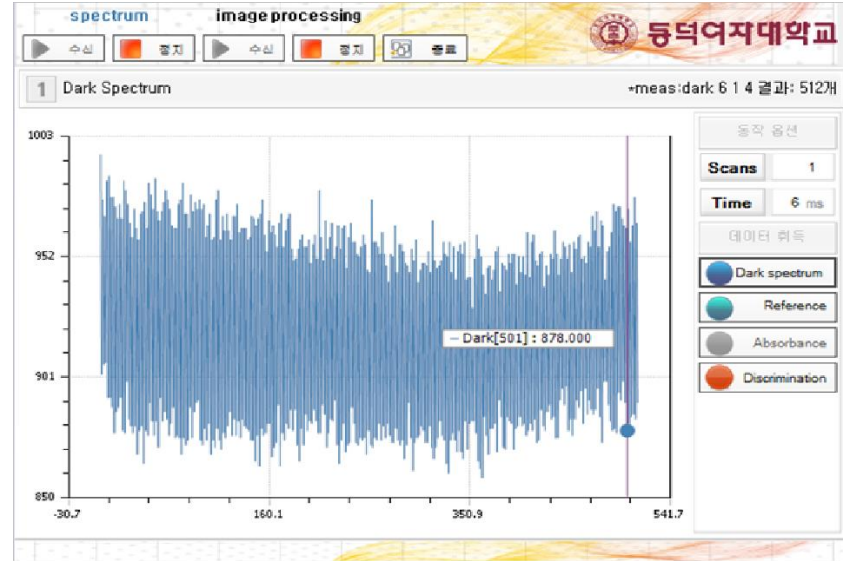 spectrum image processing
수신 정지 수신 정지 종료
동덕여자대학교
1 Dark Spectrum
*meas:dark 6 1 4 결과: 512개
동작 옵션
Scans 1
Time 6 ms
데이터 취득
Dark spectrum
Reference
Absorbance
Discrimination
1003
952
901
850
-30.7 160.1 350.9 541.7
Dark[501] : 878.000